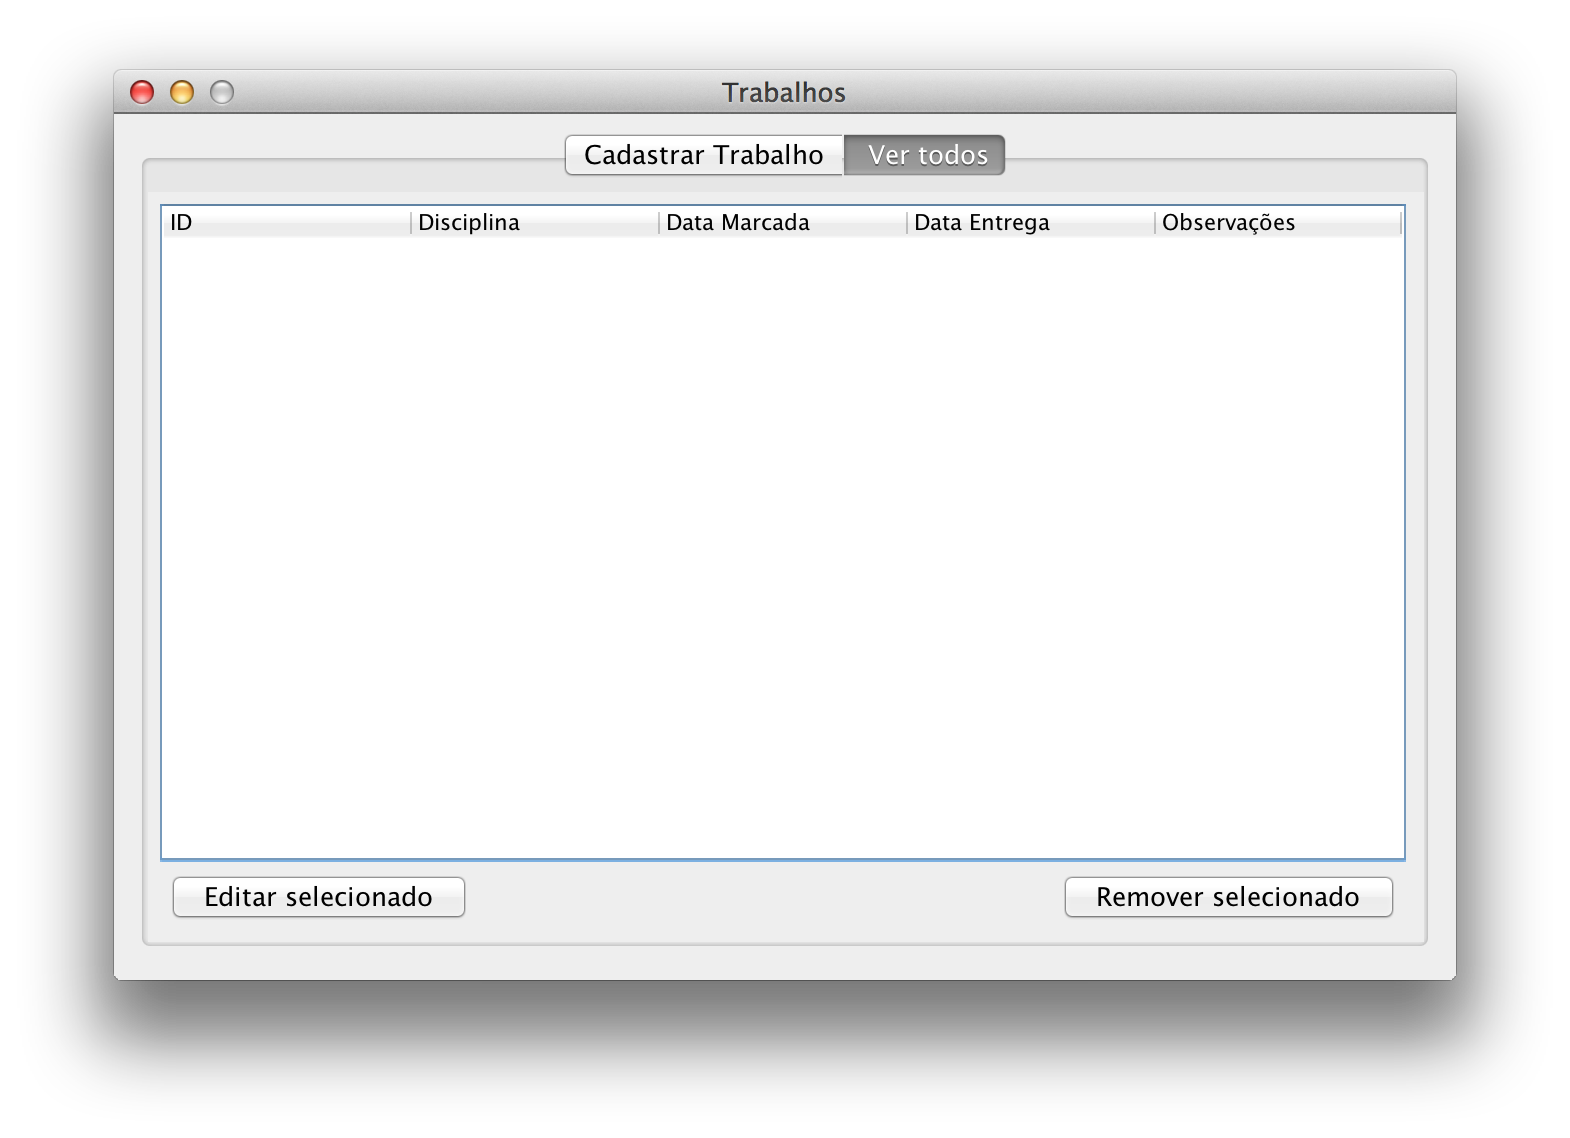 Trabalhos
Cadastrar Trabalho Ver todos
ID Disciplina Data Marcada Data Entrega Observações
Editar selecionado Remover selecionado